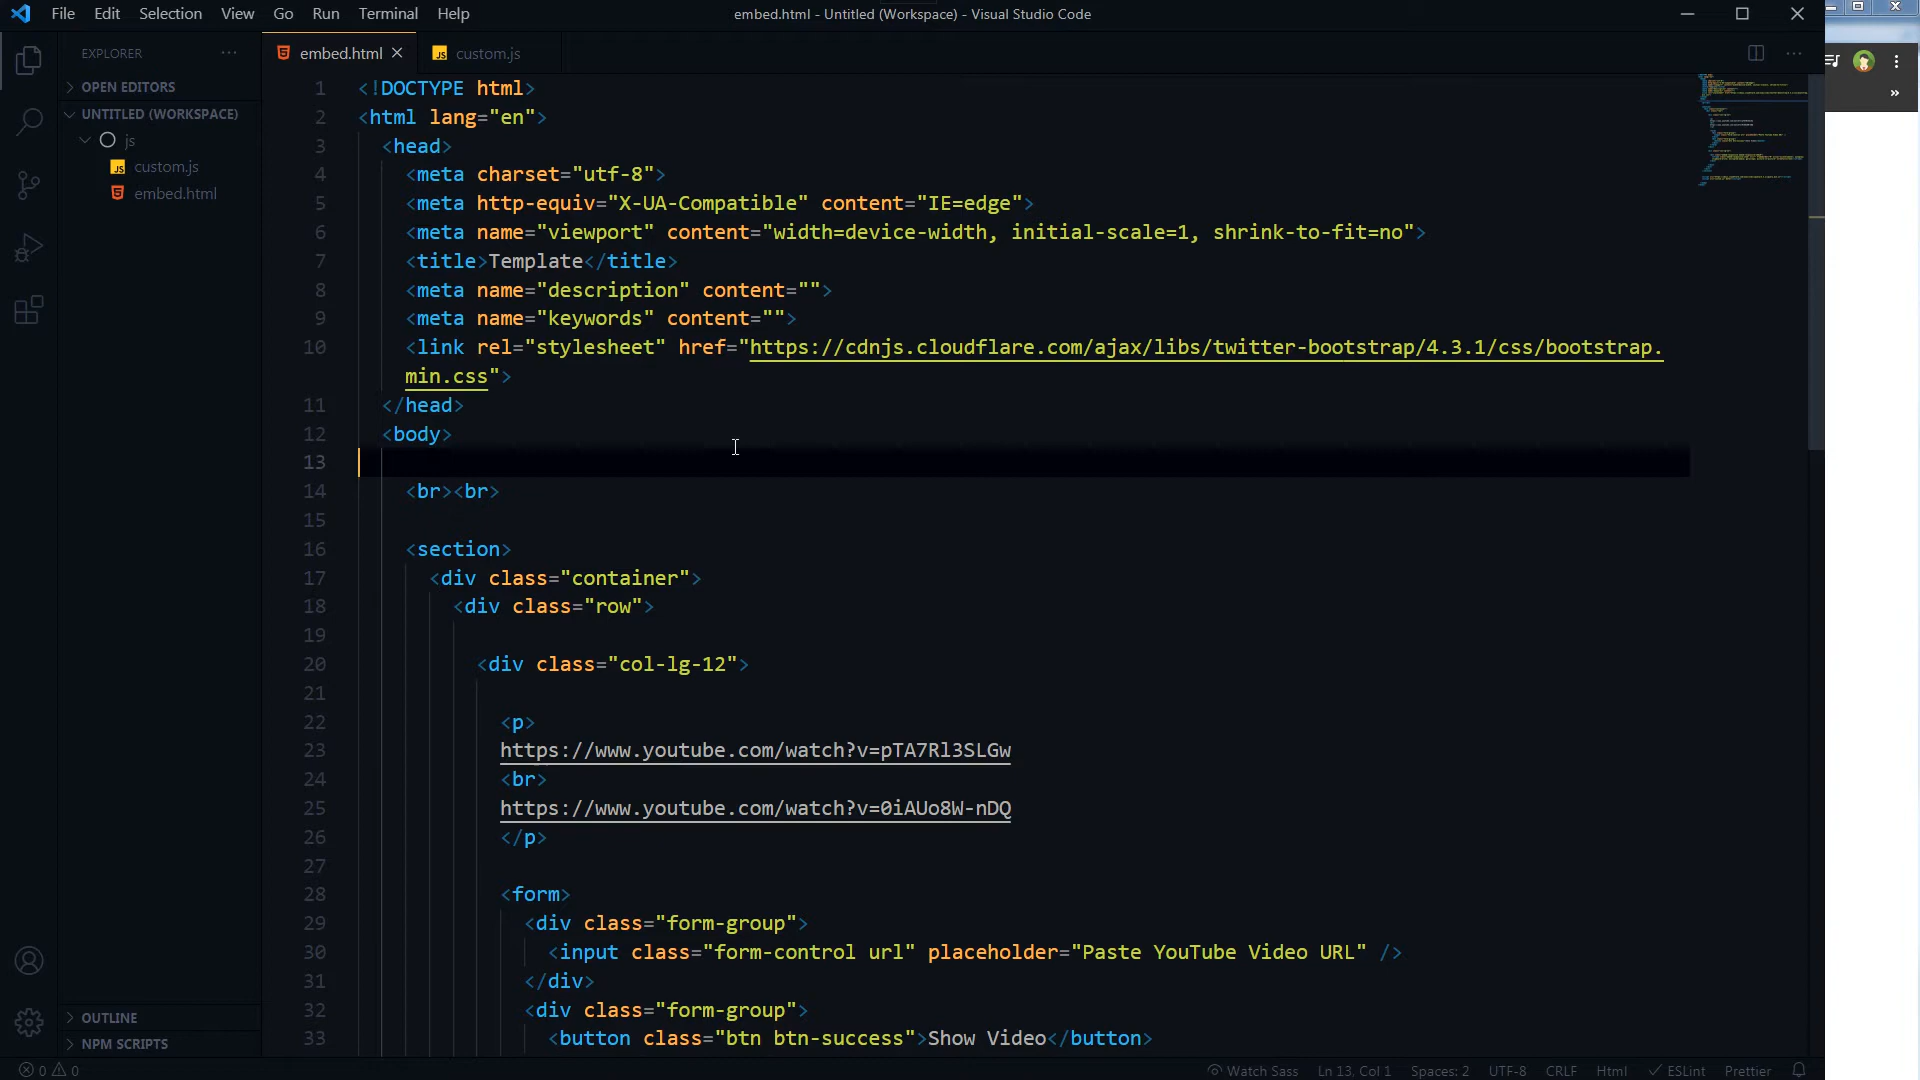 File Edit Selection View Go Run Terminal Help
embed.html - Untitled (Workspace) - Visual Studio Code
EXPLORER
embed.html
custom.js
OPEN EDITORS
UNTITLED (WORKSPACE)
js
custom.js
embed.html
1 <!DOCTYPE html>
2 <html lang="en">
3 <head>
4 <meta charset="utf-8">
5 <meta http-equiv="X-UA-Compatible" content="IE=edge">
6 <meta name="viewport" content="width=device-width, initial-scale=1, shrink-to-fit=no">
7 <title>Template</title>
8 <meta name="description" content="">
9 <meta name="keywords" content="">
10 <link rel="stylesheet" href="https://cdnjs.cloudflare.com/ajax/libs/twitter-bootstrap/4.3.1/css/bootstrap.
min.css">
11 </head>
12 <body>
13
14 <br><br>
15
16 <section>
17 <div class="container">
18 <div class="row">
19
20 <div class="col-lg-12">
21
22 <p>
23 https://www.youtube.com/watch?v=pTA7Rl3SLGw
24 <br>
25 https://www.youtube.com/watch?v=0iAUo8W-nDQ
26 </p>
27
28 <form>
29 <div class="form-group">
30 <input class="form-control url" placeholder="Paste YouTube Video URL" />
31 </div>
32 <div class="form-group">
33 <button class="btn btn-success">Show Video</button>
OUTLINE
NPM SCRIPTS
0 0
Watch Sass Ln 13, Col 1 Spaces: 2 UTF-8 CRLF Html ESLint Prettier